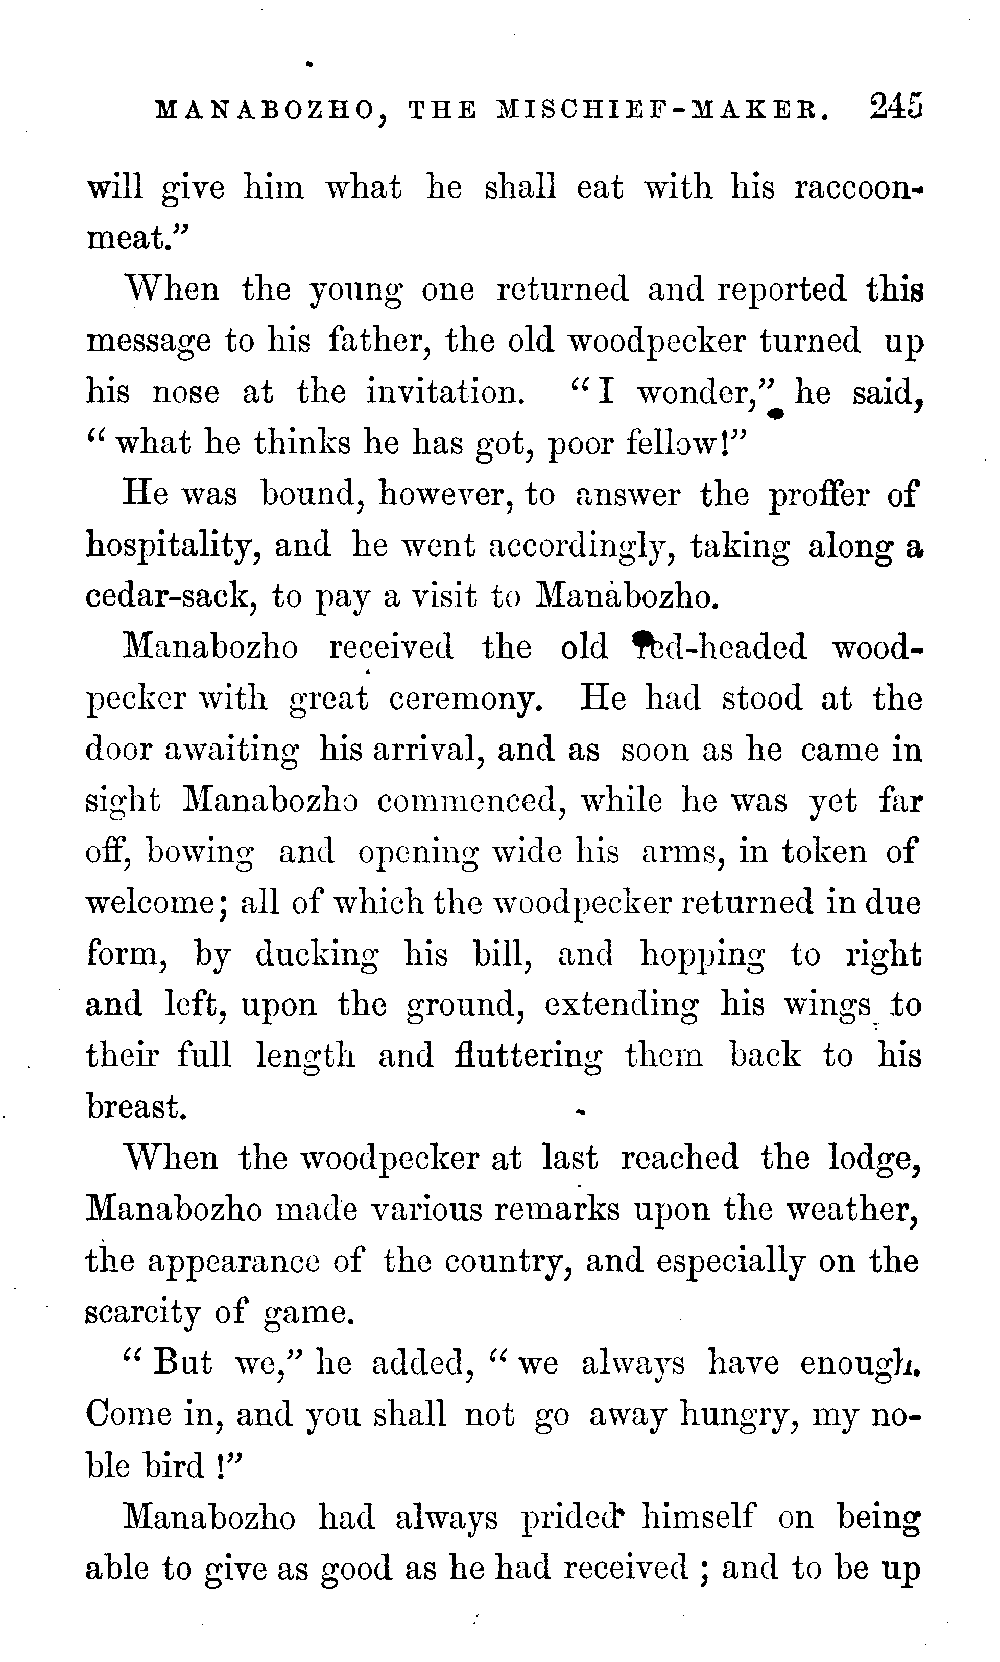 MANABOZHO, THE MISCHIEF-MAKER. 245
will give him what he shall eat with his raccoon-
meat.”
When the young one returned and reported this
message to his father, the old woodpecker turned up
his nose at the invitation. “I wonder,” he said,
“what he thinks he has got, poor fellow!”
He was bound, however, to answer the proffer of
hospitality, and he went accordingly, taking along a
cedar-sack, to pay a visit to Manabozho.
Manabozho received the old red-headed wood-
pecker with great ceremony. He had stood at the
door awaiting his arrival, and as soon as he came in
sight Manabozho commenced, while he was yet far
off, bowing and opening wide his arms, in token of
welcome; all of which the woodpecker returned in due
form, by ducking his bill, and hopping to right
and left, upon the ground, extending his wings to
their full length and fluttering them back to his
breast.
When the woodpecker at last reached the lodge,
Manabozho made various remarks upon the weather,
the appearance of the country, and especially on the
scarcity of game.
“But we,” he added, “we always have enough.
Come in, and you shall not go away hungry, my no-
ble bird!”
Manabozho had always prided himself on being
able to give as good as he had received; and to be up